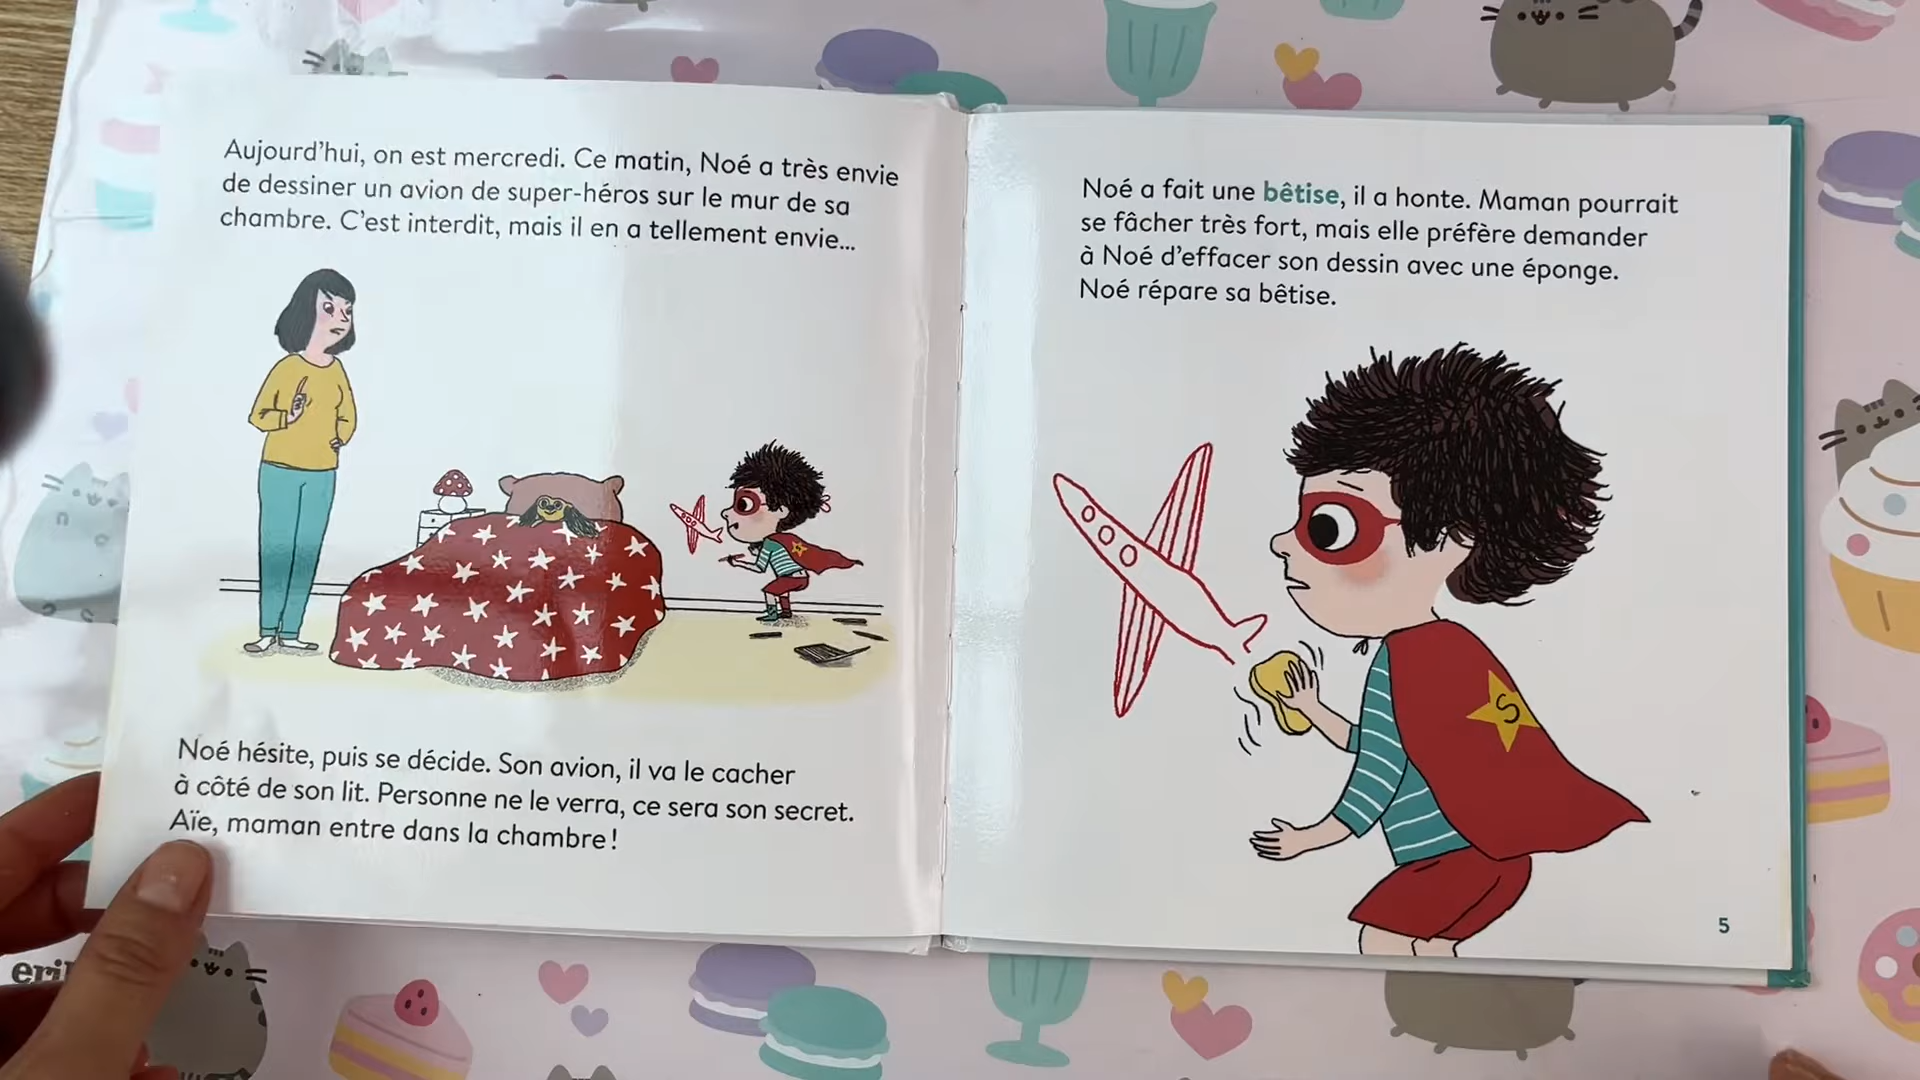 Aujourd'hui, on est mercredi. Ce matin, Noé a très envie
de dessiner un avion de super-héros sur le mur de sa
chambre. C'est interdit, mais il en a tellement envie...
Noé hésite, puis se décide. Son avion, il va le cacher
à côté de son lit. Personne ne le verra, ce sera son secret.
Aïe, maman entre dans la chambre !
Noé a fait une bêtise, il a honte. Maman pourrait
se fâcher très fort, mais elle préfère demander
à Noé d'effacer son dessin avec une éponge.
Noé répare sa bêtise.
S
5